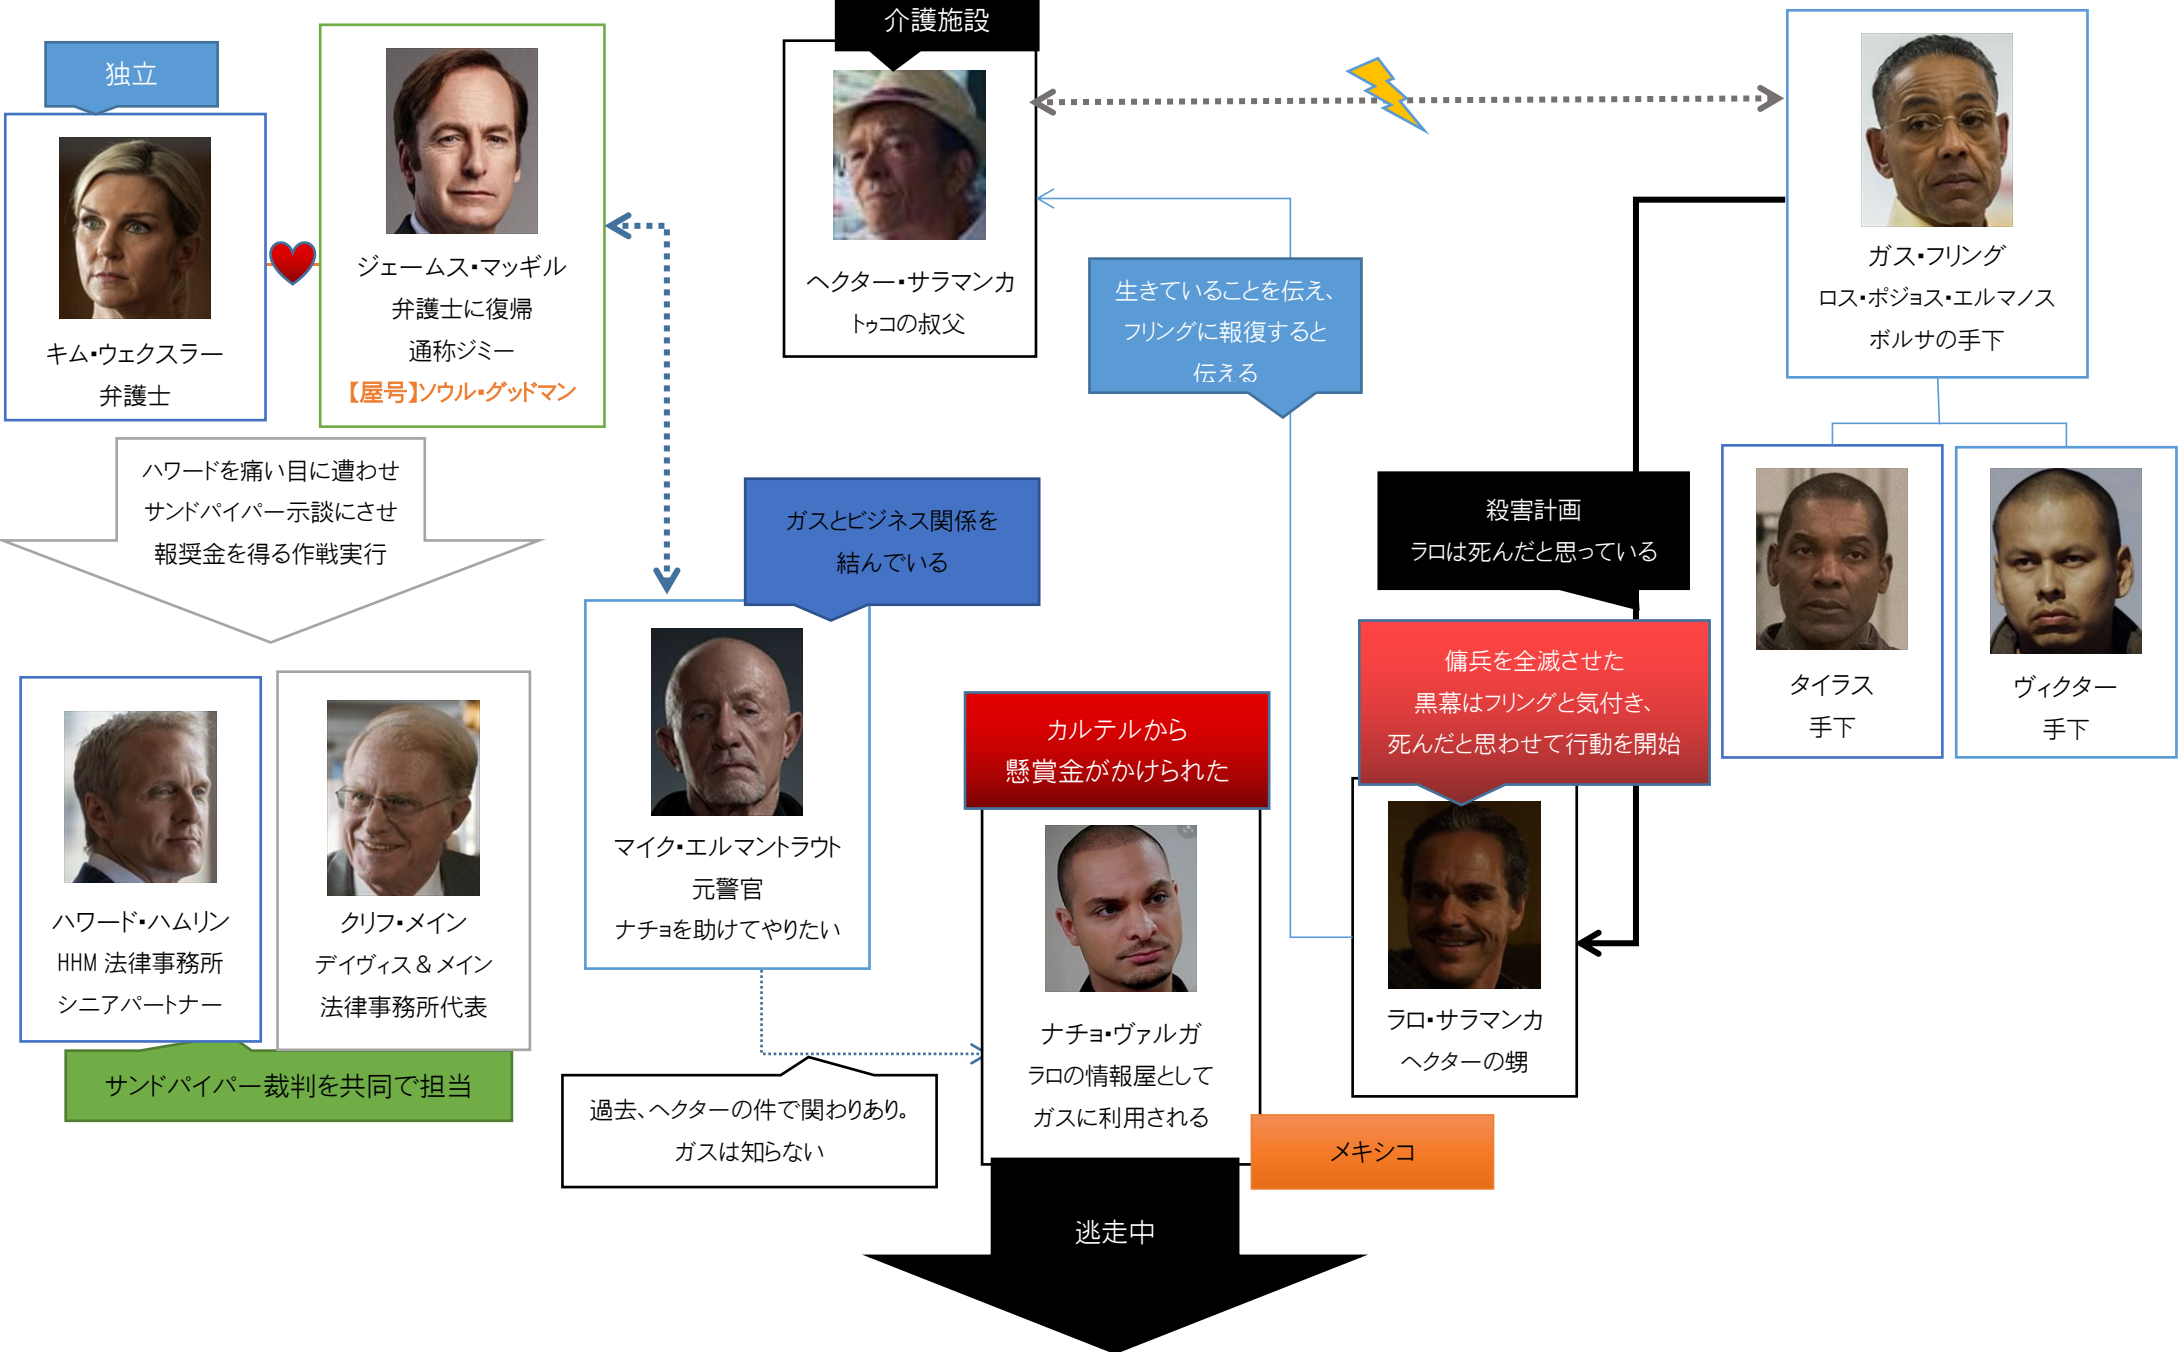 独立
キム・ウェクスラー
弁護士
ジェームス・マッギル
弁護士に復帰
通称ジミー
【屋号】ソウル・グッドマン
介護施設
ヘクター・サラマンカ
トゥコの叔父
生きていることを伝え、
フリングに報復すると
伝える
ガス・フリング
ロス・ポジョス・エルマノス
ボルサの手下
ハワードを痛い目に遭わせ
サンドパイパー示談にさせ
報奨金を得る作戦実行
ガスとビジネス関係を
結んでいる
殺害計画
ラロは死んだと思っている
傭兵を全滅させた
黒幕はフリングと気付き、
死んだと思わせて行動を開始
タイラス
手下
ヴィクター
手下
ハワード・ハムリン
HHM 法律事務所
シニアパートナー
クリフ・メイン
デイヴィス&メイン
法律事務所代表
サンドパイパー裁判を共同で担当
マイク・エルマントラウト
元警官
ナチョを助けてやりたい
過去、ヘクターの件で関わりあり。
ガスは知らない
カルテルから
懸賞金がかけられた
ナチョ・ヴァルガ
ラロの情報屋として
ガスに利用される
ラロ・サラマンカ
ヘクターの甥
メキシコ
逃走中